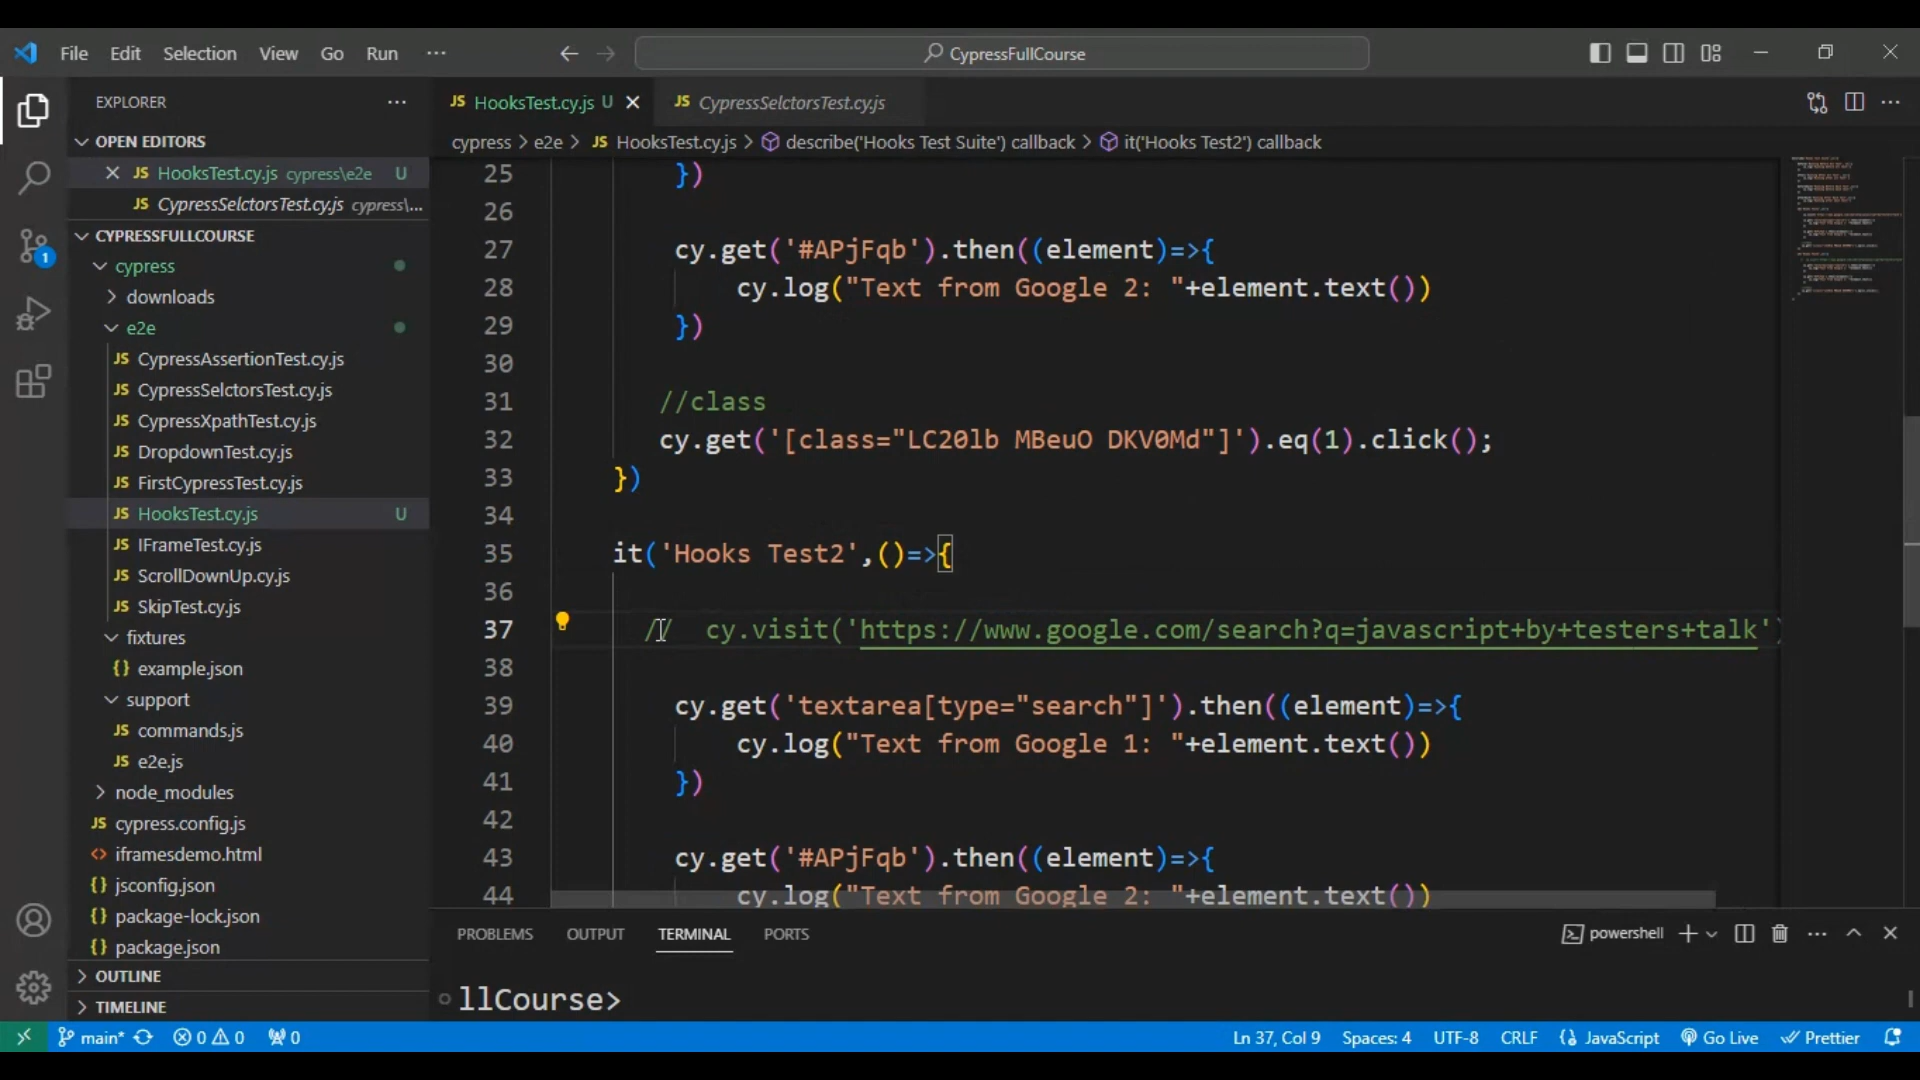 File Edit Selection View Go Run ···
CypressFullCourse
EXPLORER ···
OPEN EDITORS
HooksTest.cy.js cypress\e2e U
CypressSelctorsTest.cy.js cypress\...
CYPRESSFULLCOURSE
cypress
downloads
e2e
JS CypressAssertionTest.cy.js
JS CypressSelctorsTest.cy.js
JS CypressXpathTest.cy.js
JS DropdownTest.cy.js
JS FirstCypressTest.cy.js
JS HooksTest.cy.js U
JS IFrameTest.cy.js
JS ScrollDownUp.cy.js
JS SkipTest.cy.js
fixtures
{} example.json
support
JS commands.js
JS e2e.js
node_modules
JS cypress.config.js
<> iframesdemo.html
{} jsconfig.json
{} package-lock.json
{} package.json
OUTLINE
TIMELINE
JS HooksTest.cy.js U JS CypressSelctorsTest.cy.js
cypress > e2e > JS HooksTest.cy.js > describe('Hooks Test Suite') callback > it('Hooks Test2') callback
25 })
26
27 cy.get('#APjFqb').then((element)=>{
28 cy.log("Text from Google 2: "+element.text())
29 })
30
31 //class
32 cy.get('[class="LC20lb MBeuO DKV0Md"]').eq(1).click();
33 })
34
35 it('Hooks Test2',()=>{
36
37 // cy.visit('https://www.google.com/search?q=javascript+by+testers+talk')
38
39 cy.get('textarea[type="search"]').then((element)=>{
40 cy.log("Text from Google 1: "+element.text())
41 })
42
43 cy.get('#APjFqb').then((element)=>{
44 cy.log("Text from Google 2: "+element.text())
PROBLEMS OUTPUT TERMINAL PORTS powershell
llCourse>
main* 0 0 0 Ln 37, Col 9 Spaces: 4 UTF-8 CRLF {} JavaScript Go Live Prettier
1